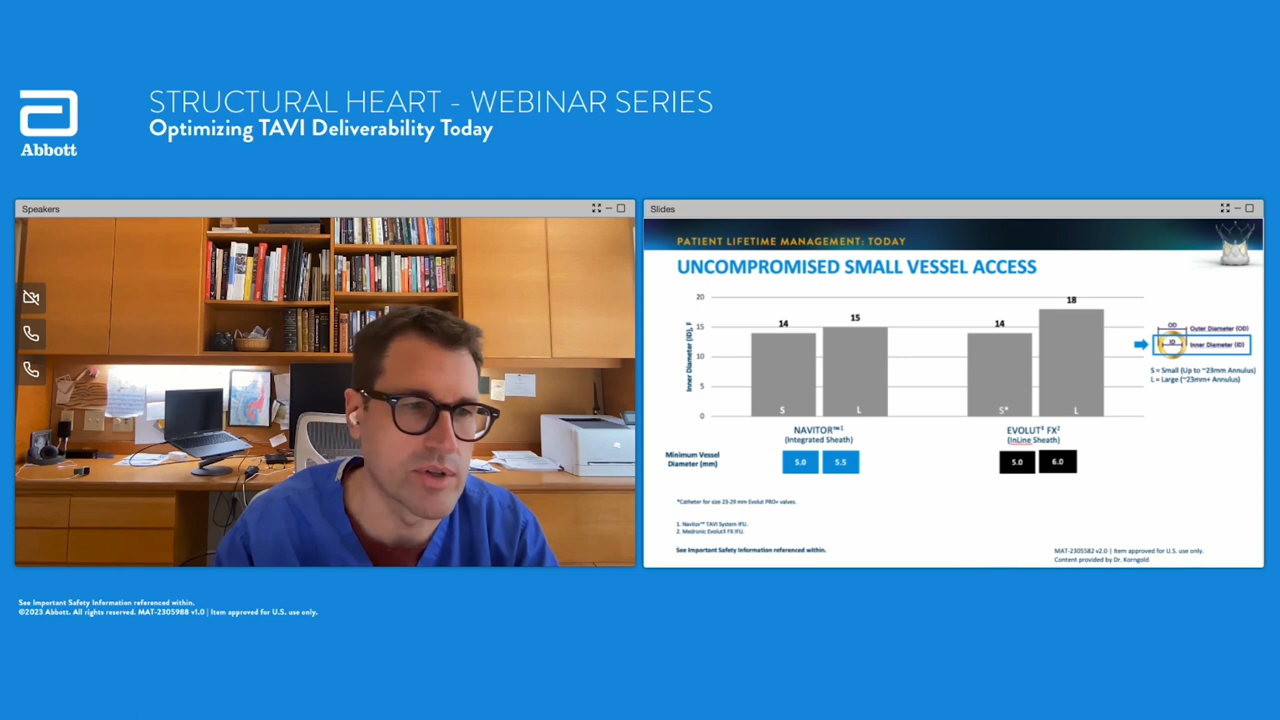 Abbott
STRUCTURAL HEART - WEBINAR SERIES
Optimizing TAVI Deliverability Today
Speakers
Slides
PATIENT LIFETIME MANAGEMENT: TODAY
UNCOMPROMISED SMALL VESSEL ACCESS
Inner Diameter (ID), F
20
15
10
5
0
14
15
14
18
S
L
S*
L
NAVITOR™¹
(Integrated Sheath)
EVOLUT‡ FX²
(InLine Sheath)
OD
Outer Diameter (OD)
ID
Inner Diameter (ID)
S = Small (Up to ~23mm Annulus)
L = Large (~23mm+ Annulus)
Minimum Vessel
Diameter (mm)
5.0
5.5
5.0
6.0
*Catheter for size 23-29 mm Evolut PRO+ valves.
1. Navitor™ TAVI System IFU.
2. Medtronic Evolut‡ FX IFU.
See Important Safety Information referenced within.
MAT-2305582 v2.0 | Item approved for U.S. use only.
Content provided by Dr. Korngold
See Important Safety Information referenced within.
©2023 Abbott. All rights reserved. MAT-2305988 v1.0 | Item approved for U.S. use only.